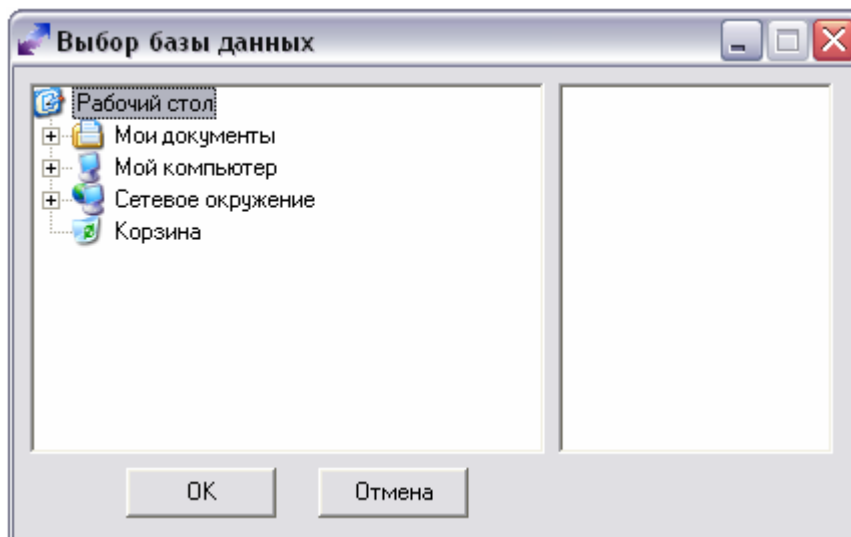 Выбор базы данных
Рабочий стол
Мои документы
Мой компьютер
Сетевое окружение
Корзина
OK
Отмена